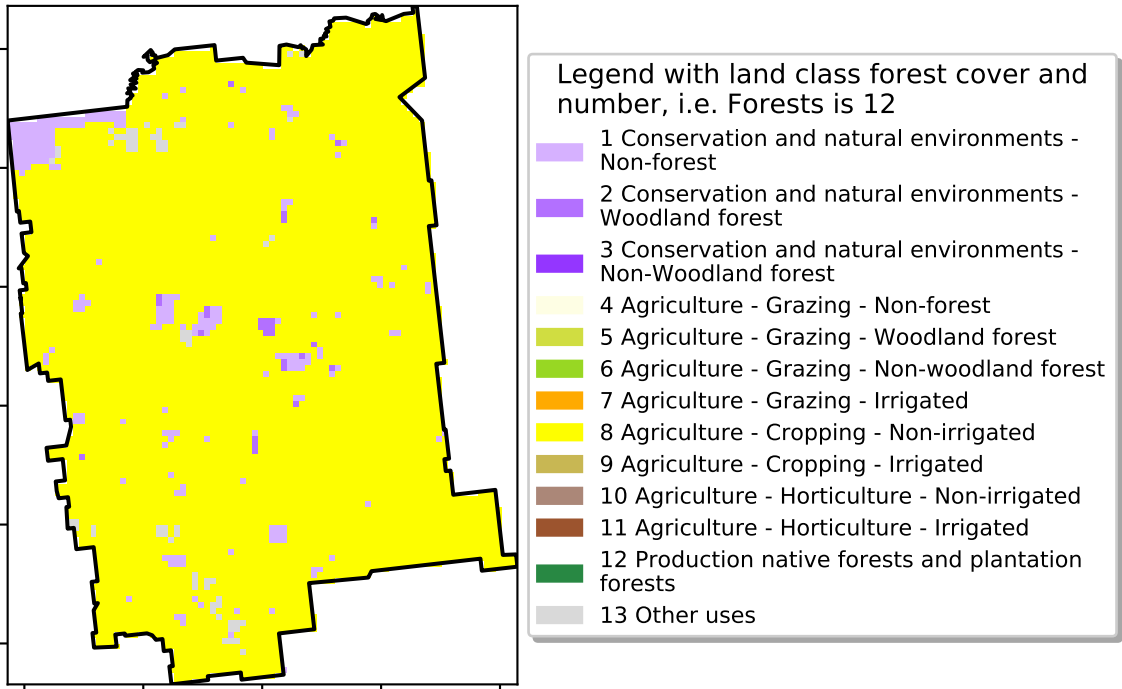 Legend with land class forest cover and
number, i.e. Forests is 12
1 Conservation and natural environments -
Non-forest
2 Conservation and natural environments -
Woodland forest
3 Conservation and natural environments -
Non-Woodland forest
4 Agriculture - Grazing - Non-forest
5 Agriculture - Grazing - Woodland forest
6 Agriculture - Grazing - Non-woodland forest
7 Agriculture - Grazing - Irrigated
8 Agriculture - Cropping - Non-irrigated
9 Agriculture - Cropping - Irrigated
10 Agriculture - Horticulture - Non-irrigated
11 Agriculture - Horticulture - Irrigated
12 Production native forests and plantation
forests
13 Other uses